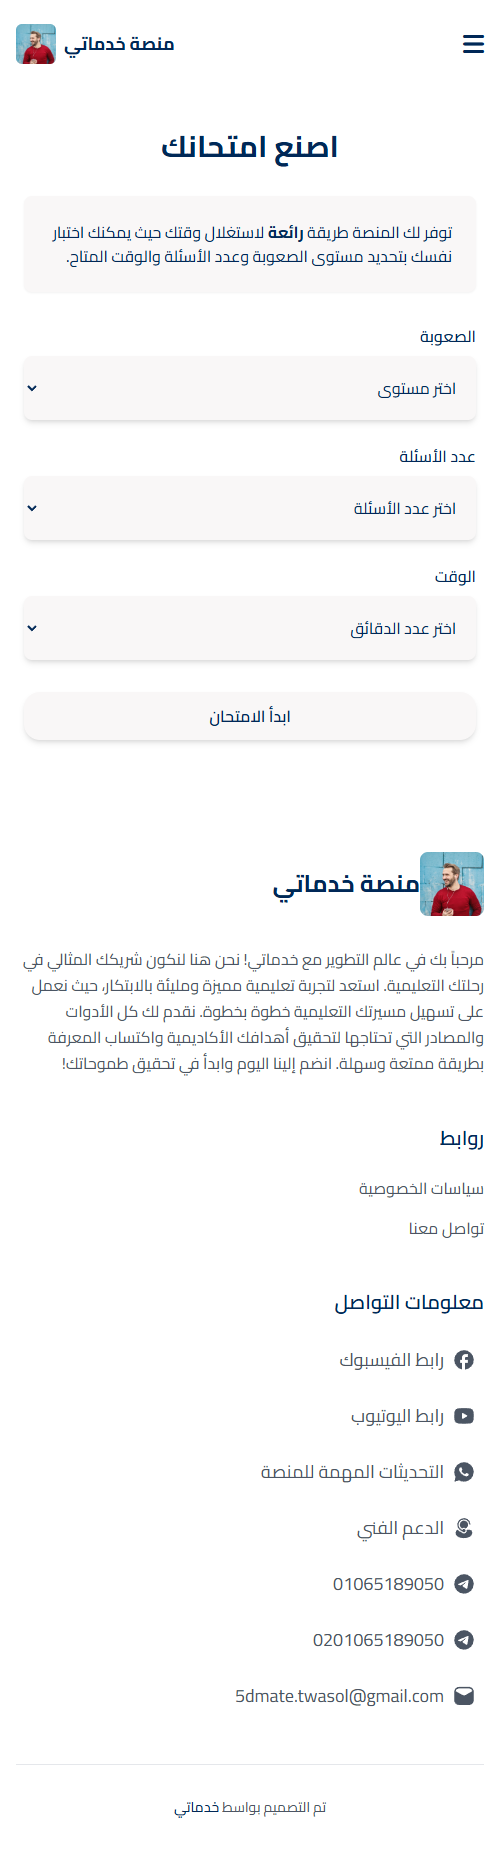 منصة خدماتي
اصنع امتحانك
توفر لك المنصة طريقة رائعة لاستغلال وقتك حيث يمكنك اختبار
نفسك بتحديد مستوى الصعوبة وعدد الأسئلة والوقت المتاح.
الصعوبة
اختر مستوى
عدد الأسئلة
اختر عدد الأسئلة
الوقت
اختر عدد الدقائق
ابدأ الامتحان
منصة خدماتي
مرحباً بك في عالم التطوير مع خدماتي! نحن هنا لنكون شريكك المثالي في
رحلتك التعليمية. استعد لتجربة تعليمية مميزة ومليئة بالابتكار، حيث نعمل
على تسهيل مسيرتك التعليمية خطوة بخطوة. نقدم لك كل الأدوات
والمصادر التي تحتاجها لتحقيق أهدافك الأكاديمية واكتساب المعرفة
بطريقة ممتعة وسهلة. انضم إلينا اليوم وابدأ في تحقيق طموحاتك!
روابط
سياسات الخصوصية
تواصل معنا
معلومات التواصل
رابط الفيسبوك
رابط اليوتيوب
التحديثات المهمة للمنصة
الدعم الفني
01065189050
0201065189050
5dmate.twasol@gmail.com
تم التصميم بواسط خدماتي